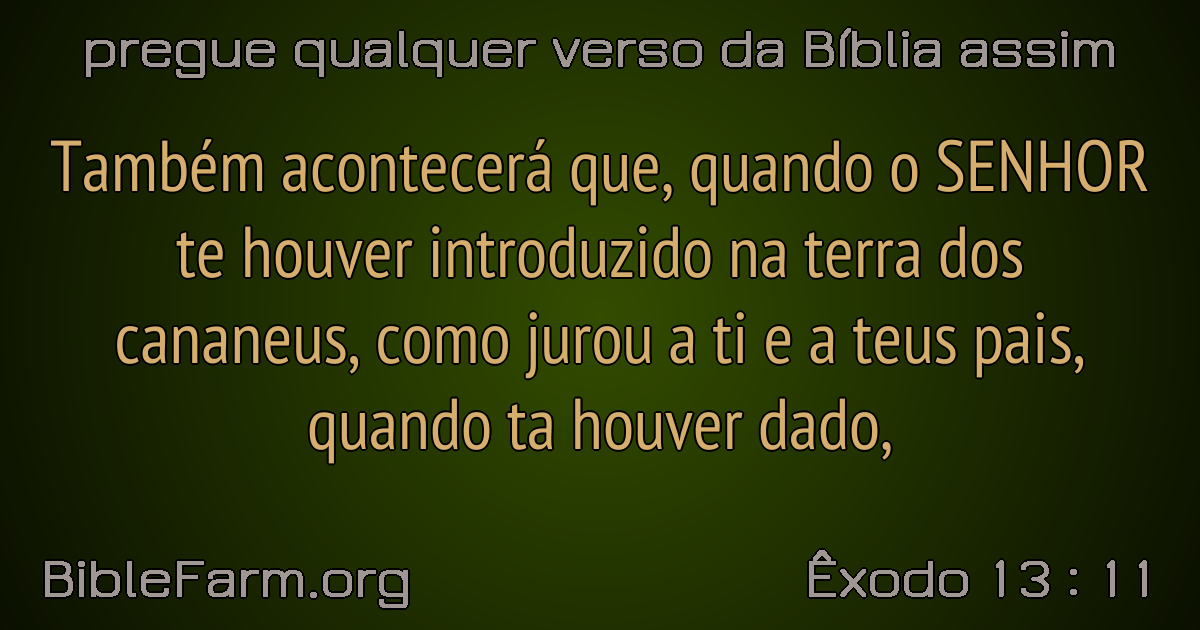 pregue qualquer verso da Bíblia assim
Também acontecerá que, quando o SENHOR
te houver introduzido na terra dos
cananeus, como jurou a ti e a teus pais,
quando ta houver dado,
BibleFarm.org
Êxodo 13 : 11